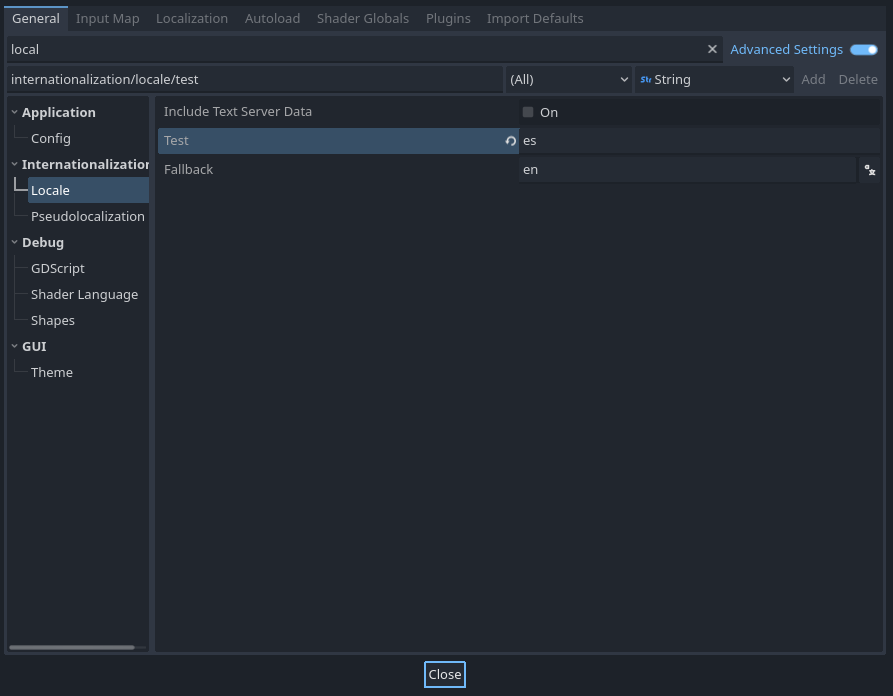 General Input Map Localization Autoload Shader Globals Plugins Import Defaults
local Advanced Settings
internationalization/locale/test (All) String Add Delete
Application
Config
Internationalization
Locale
Pseudolocalization
Debug
GDScript
Shader Language
Shapes
GUI
Theme
Include Text Server Data On
Test es
Fallback en
Close